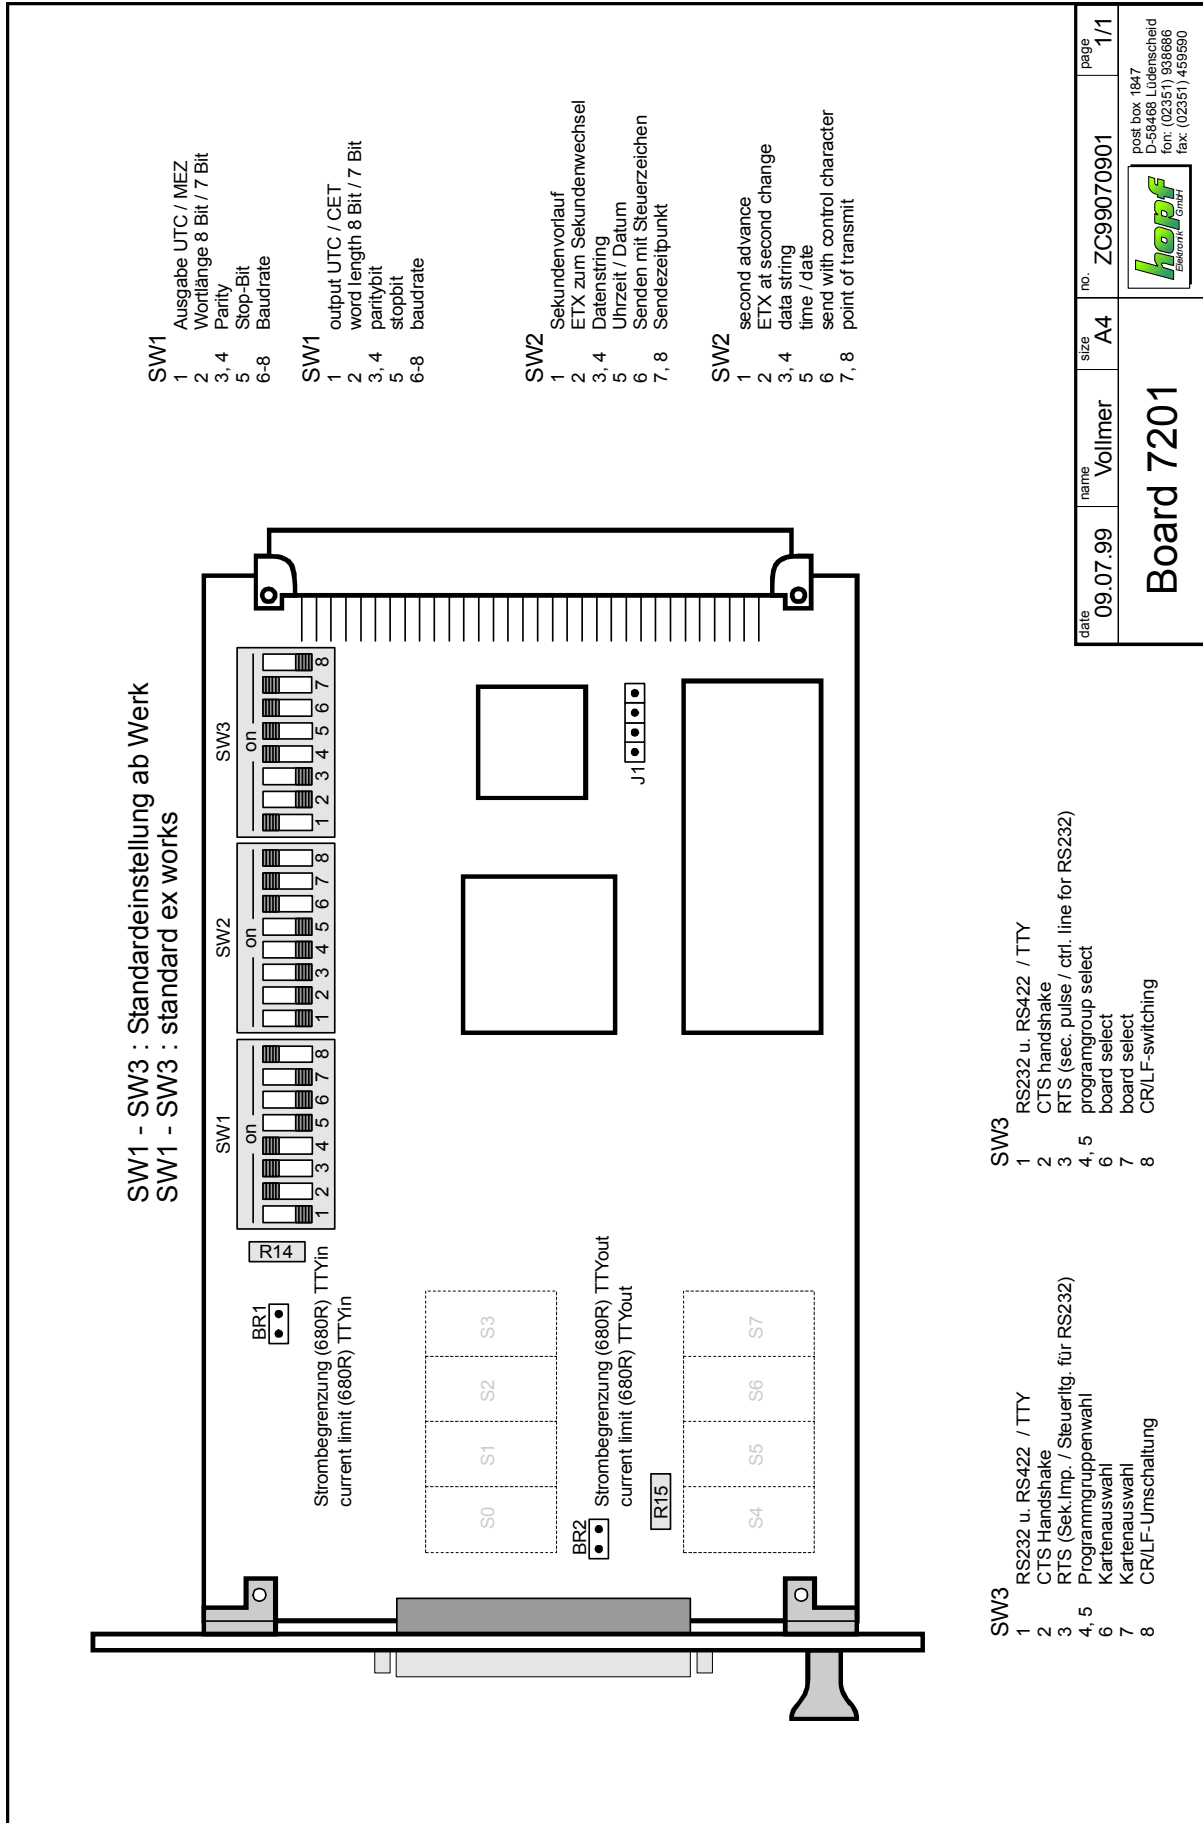 SW1 - SW3 : Standardeinstellung ab Werk
SW1 - SW3 : standard ex works
SW1
on
1 2 3 4 5 6 7 8
SW2
on
1 2 3 4 5 6 7 8
SW3
on
1 2 3 4 5 6 7 8
BR1
R14
Strombegrenzung (680R) TTYin
current limit (680R) TTYin
S0 S1 S2 S3
BR2
Strombegrenzung (680R) TTYout
current limit (680R) TTYout
R15
S4 S5 S6 S7
J1
SW1
1 Ausgabe UTC / MEZ
2 Wortlänge 8 Bit / 7 Bit
3, 4 Parity
5 Stop-Bit
6-8 Baudrate
SW1
1 output UTC / CET
2 word length 8 Bit / 7 Bit
3, 4 paritybit
5 stopbit
6-8 baudrate
SW2
1 Sekundenvorlauf
2 ETX zum Sekundenwechsel
3, 4 Datenstring
5 Uhrzeit / Datum
6 Senden mit Steuerzeichen
7, 8 Sendezeitpunkt
SW2
1 second advance
2 ETX at second change
3, 4 data string
5 time / date
6 send with control character
7, 8 point of transmit
SW3
1 RS232 u. RS422 / TTY
2 CTS Handshake
3 RTS (Sek.Imp. / Steuerltg. für RS232)
4, 5 Programmgruppenwahl
6 Kartenauswahl
7 Kartenauswahl
8 CR/LF-Umschaltung
SW3
1 RS232 u. RS422 / TTY
2 CTS handshake
3 RTS (sec. pulse / ctrl. line for RS232)
4, 5 programgroup select
6 board select
7 board select
8 CR/LF-switching
date 09.07.99
name Vollmer
size A4
no. ZC99070901
page 1/1
Board 7201
hopf
Elektronik GmbH
post box 1847
D-58468 Lüdenscheid
fon: (02351) 938686
fax: (02351) 459590